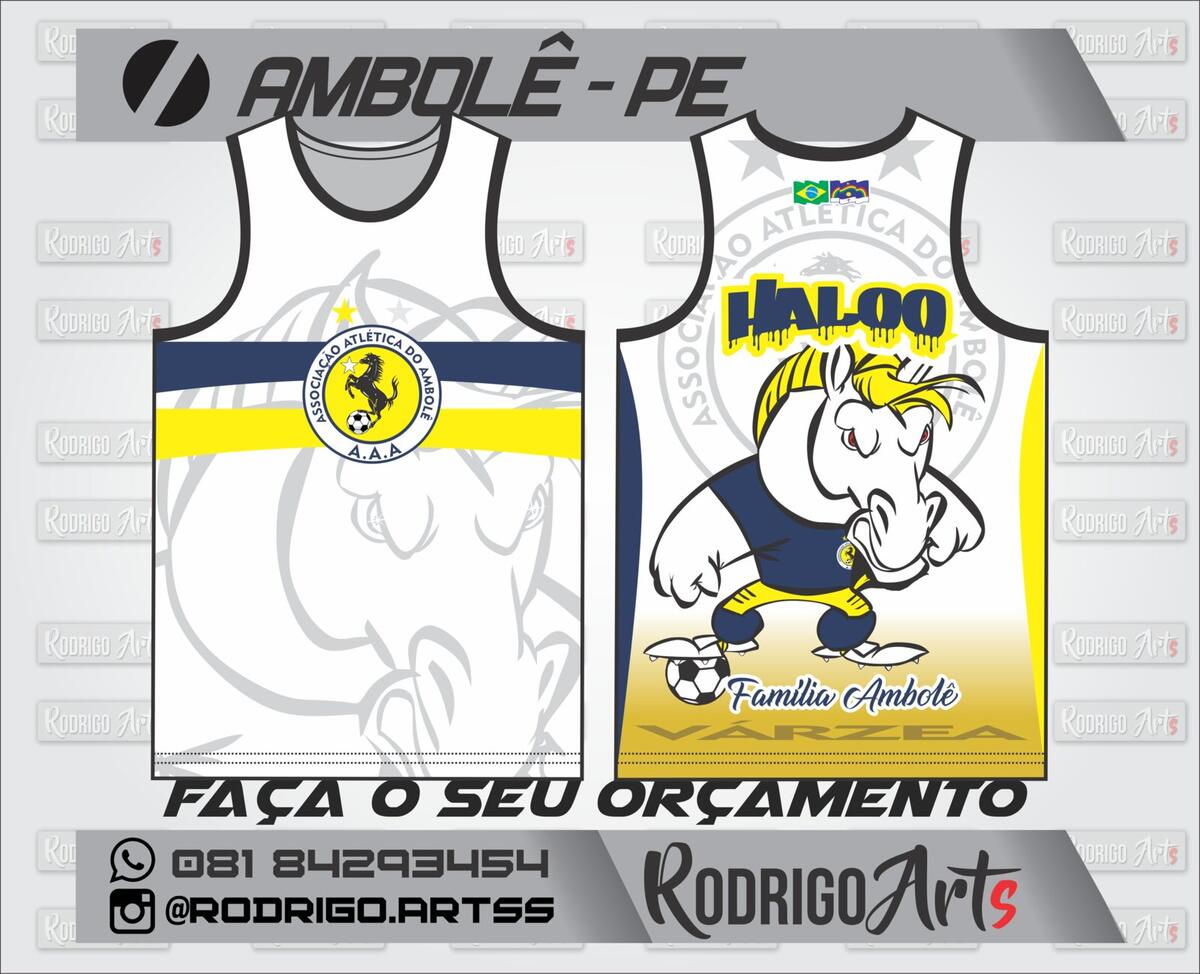 AMBOLÊ - PE
ASSOCIAÇÃO ATLÉTICA DO AMBOLÊ
A.A.A
ASSOCIAÇÃO ATLÉTICA DO AMBOLÊ
HALOO
Família Ambolê
VÁRZEA
FAÇA O SEU ORÇAMENTO
081 84293454
@RODRIGO.ARTSS
RODRIGO Arts